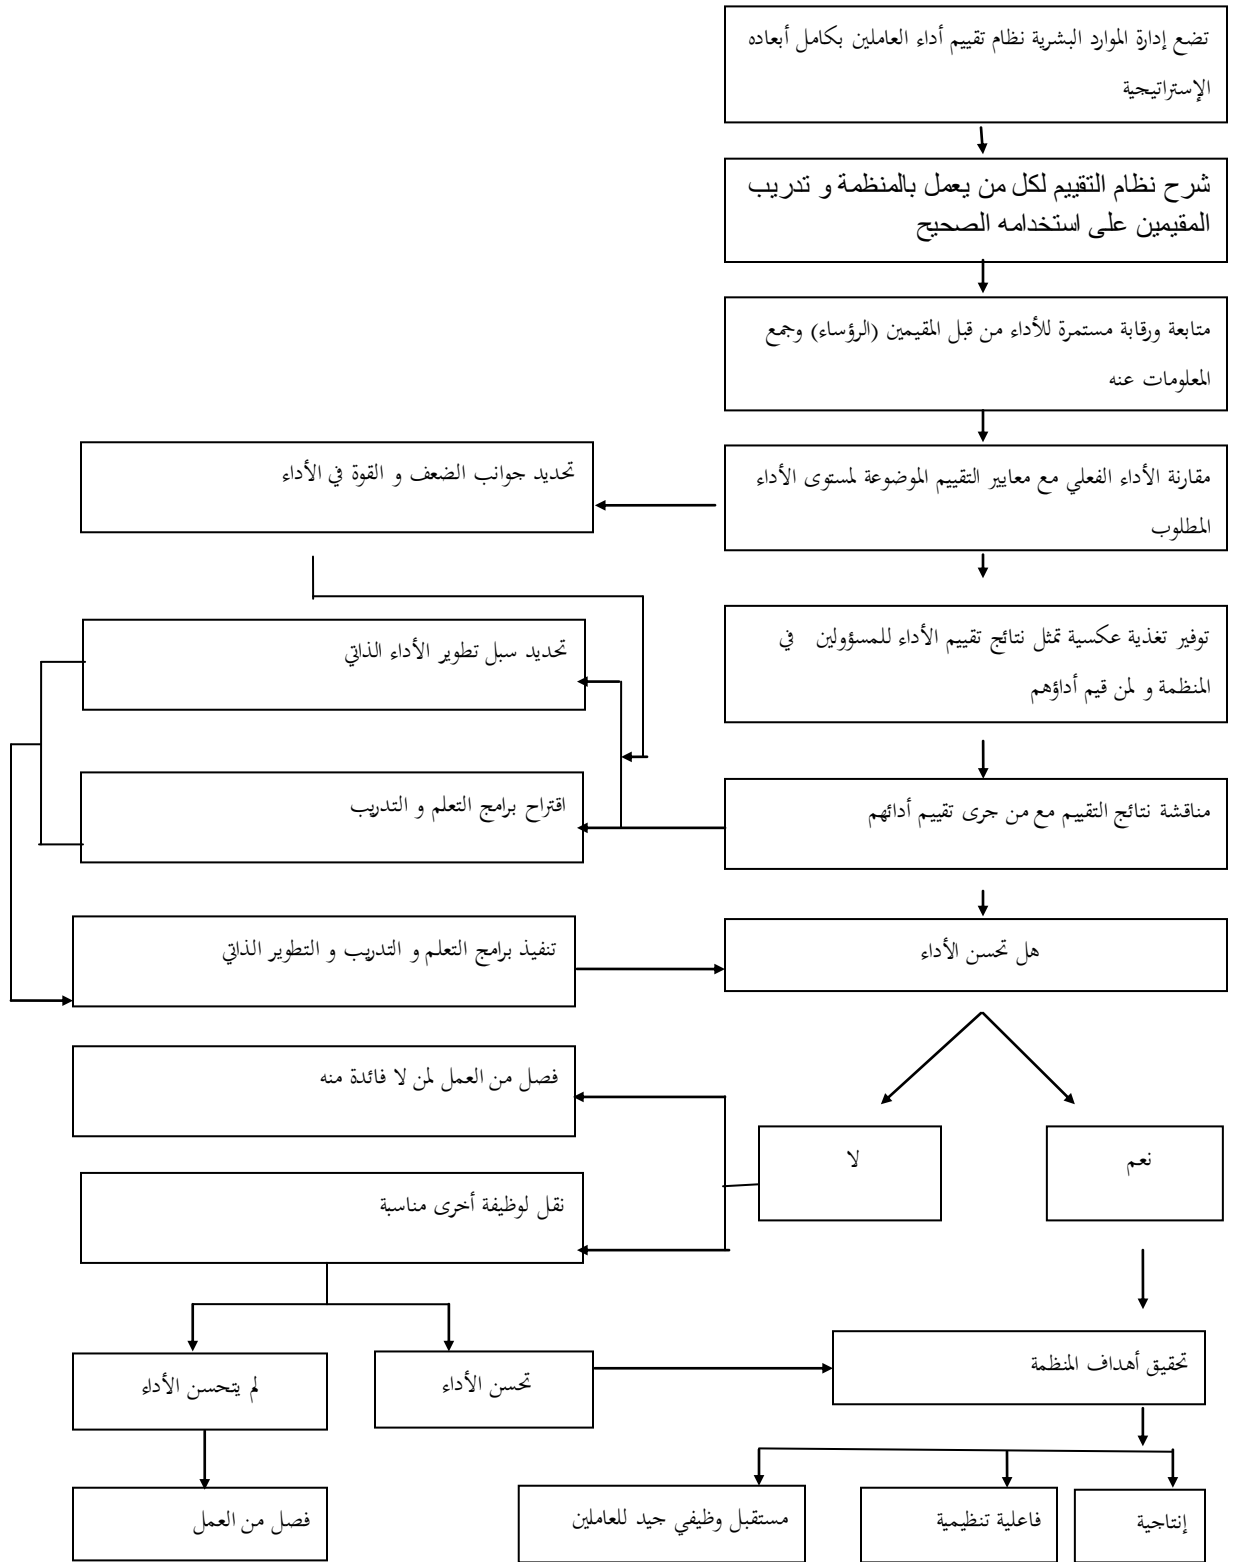 تضع إدارة الموارد البشرية نظام تقييم أداء العاملين بكامل أبعاده
الإستراتيجية
شرح نظام التقييم لكل من يعمل بالمنظمة و تدريب
المقيمين على استخدامه الصحيح
متابعة ورقابة مستمرة للأداء من قبل المقيمين (الرؤساء) وجمع
المعلومات عنه
مقارنة الأداء الفعلي مع معايير التقييم الموضوعة لمستوى الأداء
المطلوب
تحديد جوانب الضعف و القوة في الأداء
توفير تغذية عكسية تمثل نتائج تقييم الأداء للمسؤولين في
المنظمة و لمن قيم أداؤهم
تحديد سبل تطوير الأداء الذاتي
مناقشة نتائج التقييم مع من جرى تقييم أدائهم
اقتراح برامج التعلم و التدريب
هل تحسن الأداء
تنفيذ برامج التعلم و التدريب و التطوير الذاتي
فصل من العمل لمن لا فائدة منه
نعم
لا
نقل لوظيفة أخرى مناسبة
تحقيق أهداف المنظمة
تحسن الأداء
لم يتحسن الأداء
إنتاجية
فاعلية تنظيمية
مستقبل وظيفي جيد للعاملين
فصل من العمل